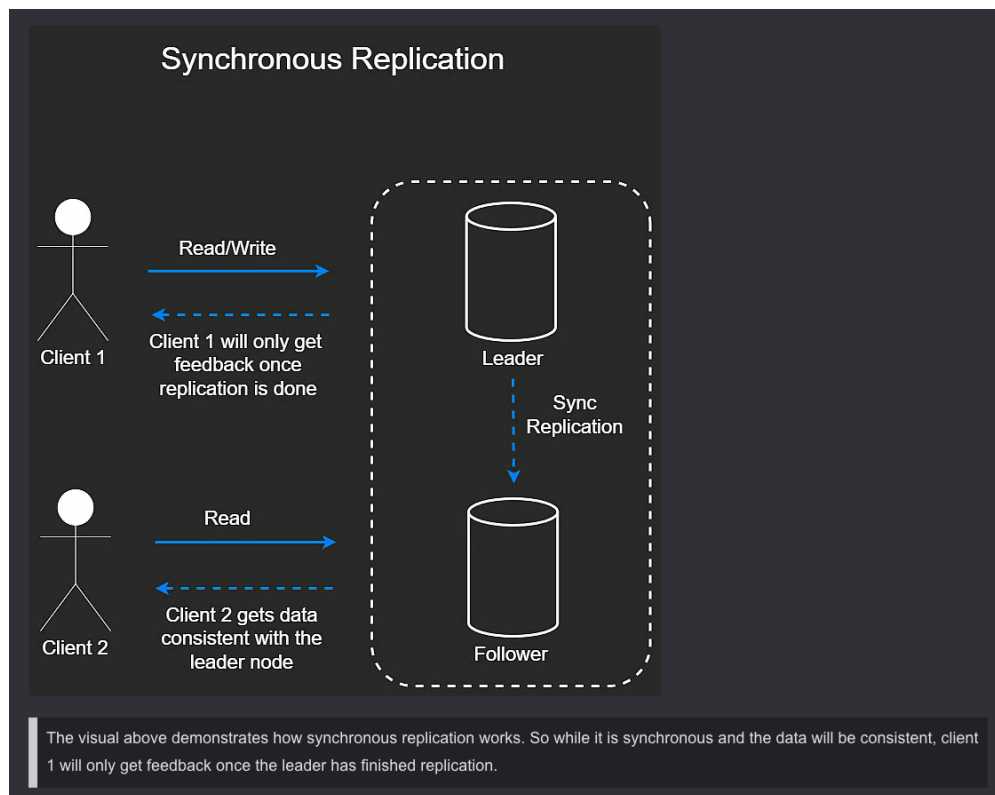 Synchronous Replication
Read/Write
Client 1 will only get
feedback once
replication is done
Client 1
Leader
Sync
Replication
Read
Client 2 gets data
consistent with the
leader node
Client 2
Follower
The visual above demonstrates how synchronous replication works. So while it is synchronous and the data will be consistent, client
1 will only get feedback once the leader has finished replication.